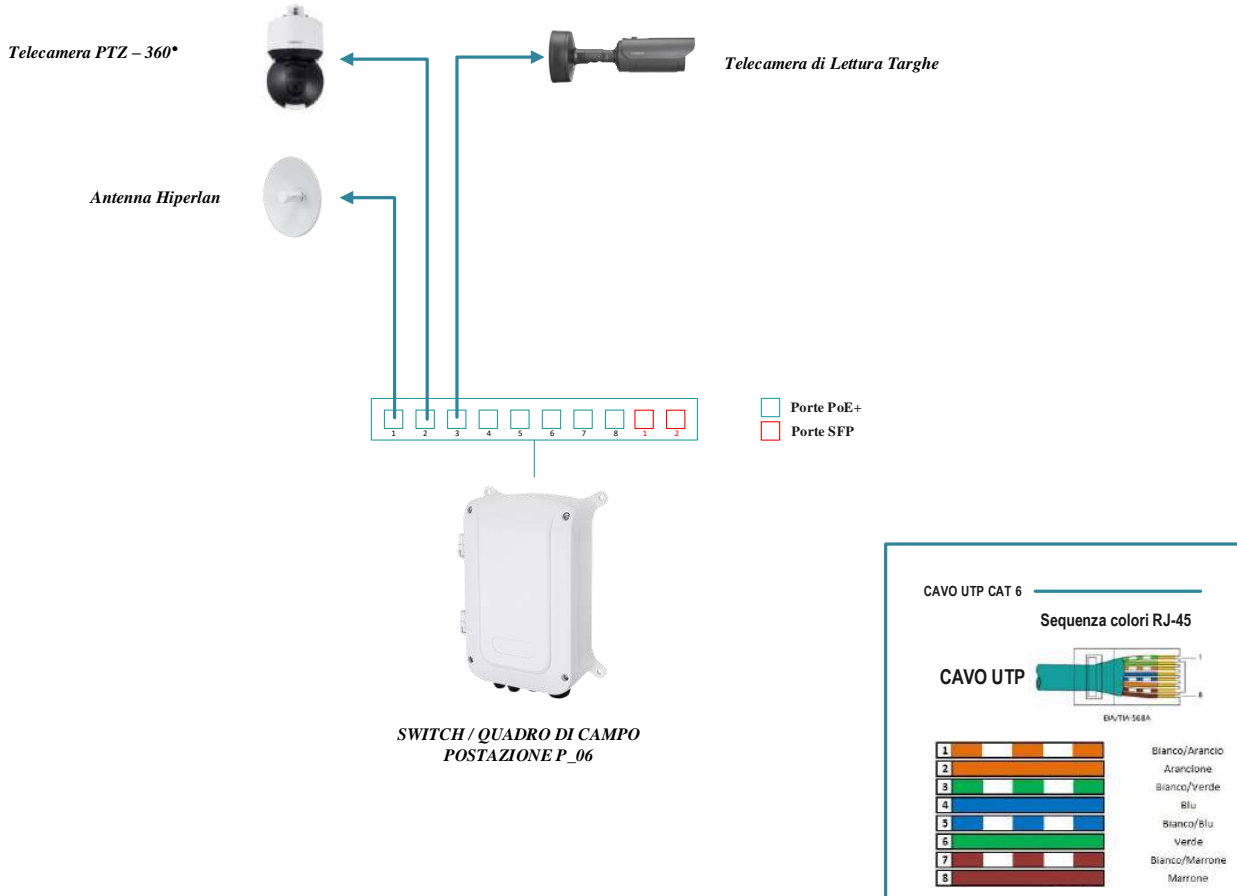 Telecamera PTZ – 360°
Telecamera di Lettura Targhe
Antenna Hiperlan
1 2 3 4 5 6 7 8 1 2
Porte PoE+
Porte SFP
SWITCH / QUADRO DI CAMPO
POSTAZIONE P_06
CAVO UTP CAT 6
Sequenza colori RJ-45
CAVO UTP
1
8
EIA/TIA-568A
1 Bianco/Arancio
2 Arancione
3 Bianco/Verde
4 Blu
5 Bianco/Blu
6 Verde
7 Bianco/Marrone
8 Marrone